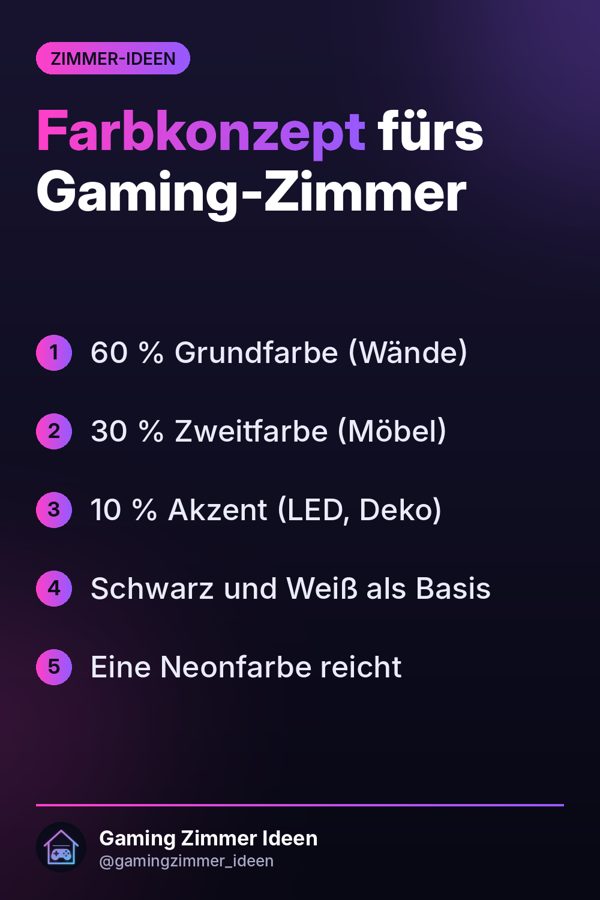 ZIMMER-IDEEN
Farbkonzept fürs
Gaming-Zimmer
1 60 % Grundfarbe (Wände)
2 30 % Zweitfarbe (Möbel)
3 10 % Akzent (LED, Deko)
4 Schwarz und Weiß als Basis
5 Eine Neonfarbe reicht
Gaming Zimmer Ideen
@gamingzimmer_ideen